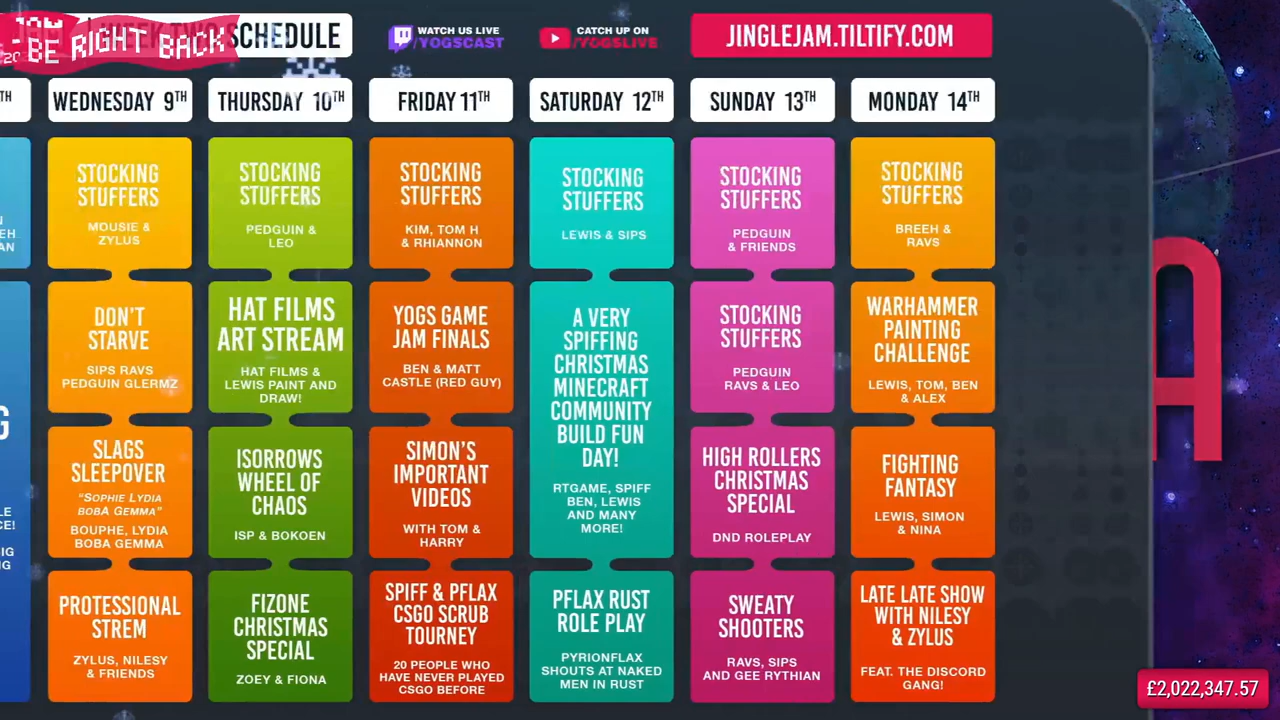 BE RIGHT BACK
WEEK TWO SCHEDULE
WATCH US LIVE
/YOGSCAST
CATCH UP ON
/YOGSLIVE
JINGLEJAM.TILTIFY.COM
TH
WEDNESDAY 9TH
THURSDAY 10TH
FRIDAY 11TH
SATURDAY 12TH
SUNDAY 13TH
MONDAY 14TH
STOCKING
STUFFERS
MOUSIE &
ZYLUS
DON'T
STARVE
SIPS RAVS
PEDGUIN GLERMZ
SLAGS
SLEEPOVER
"SOPHIE LYDIA
BOBA GEMMA"
BOUPHE, LYDIA
BOBA GEMMA
PROTESSIONAL
STREM
ZYLUS, NILESY
& FRIENDS
STOCKING
STUFFERS
PEDGUIN &
LEO
HAT FILMS
ART STREAM
HAT FILMS &
LEWIS PAINT AND
DRAW!
ISORROWS
WHEEL OF
CHAOS
ISP & BOKOEN
FIZONE
CHRISTMAS
SPECIAL
ZOEY & FIONA
STOCKING
STUFFERS
KIM, TOM H
& RHIANNON
YOGS GAME
JAM FINALS
BEN & MATT
CASTLE (RED GUY)
SIMON'S
IMPORTANT
VIDEOS
WITH TOM &
HARRY
SPIFF & PFLAX
CSGO SCRUB
TOURNEY
20 PEOPLE WHO
HAVE NEVER PLAYED
CSGO BEFORE
STOCKING
STUFFERS
LEWIS & SIPS
A VERY
SPIFFING
CHRISTMAS
MINECRAFT
COMMUNITY
BUILD FUN
DAY!
RTGAME, SPIFF
BEN, LEWIS
AND MANY
MORE!
PFLAX RUST
ROLE PLAY
PYRIONFLAX
SHOUTS AT NAKED
MEN IN RUST
STOCKING
STUFFERS
PEDGUIN
& FRIENDS
STOCKING
STUFFERS
PEDGUIN
RAVS & LEO
HIGH ROLLERS
CHRISTMAS
SPECIAL
DND ROLEPLAY
SWEATY
SHOOTERS
RAVS, SIPS
AND GEE RYTHIAN
STOCKING
STUFFERS
BREEH &
RAVS
WARHAMMER
PAINTING
CHALLENGE
LEWIS, TOM, BEN
& ALEX
FIGHTING
FANTASY
LEWIS, SIMON
& NINA
LATE LATE SHOW
WITH NILESY
& ZYLUS
FEAT. THE DISCORD
GANG!
A
£2,022,347.57